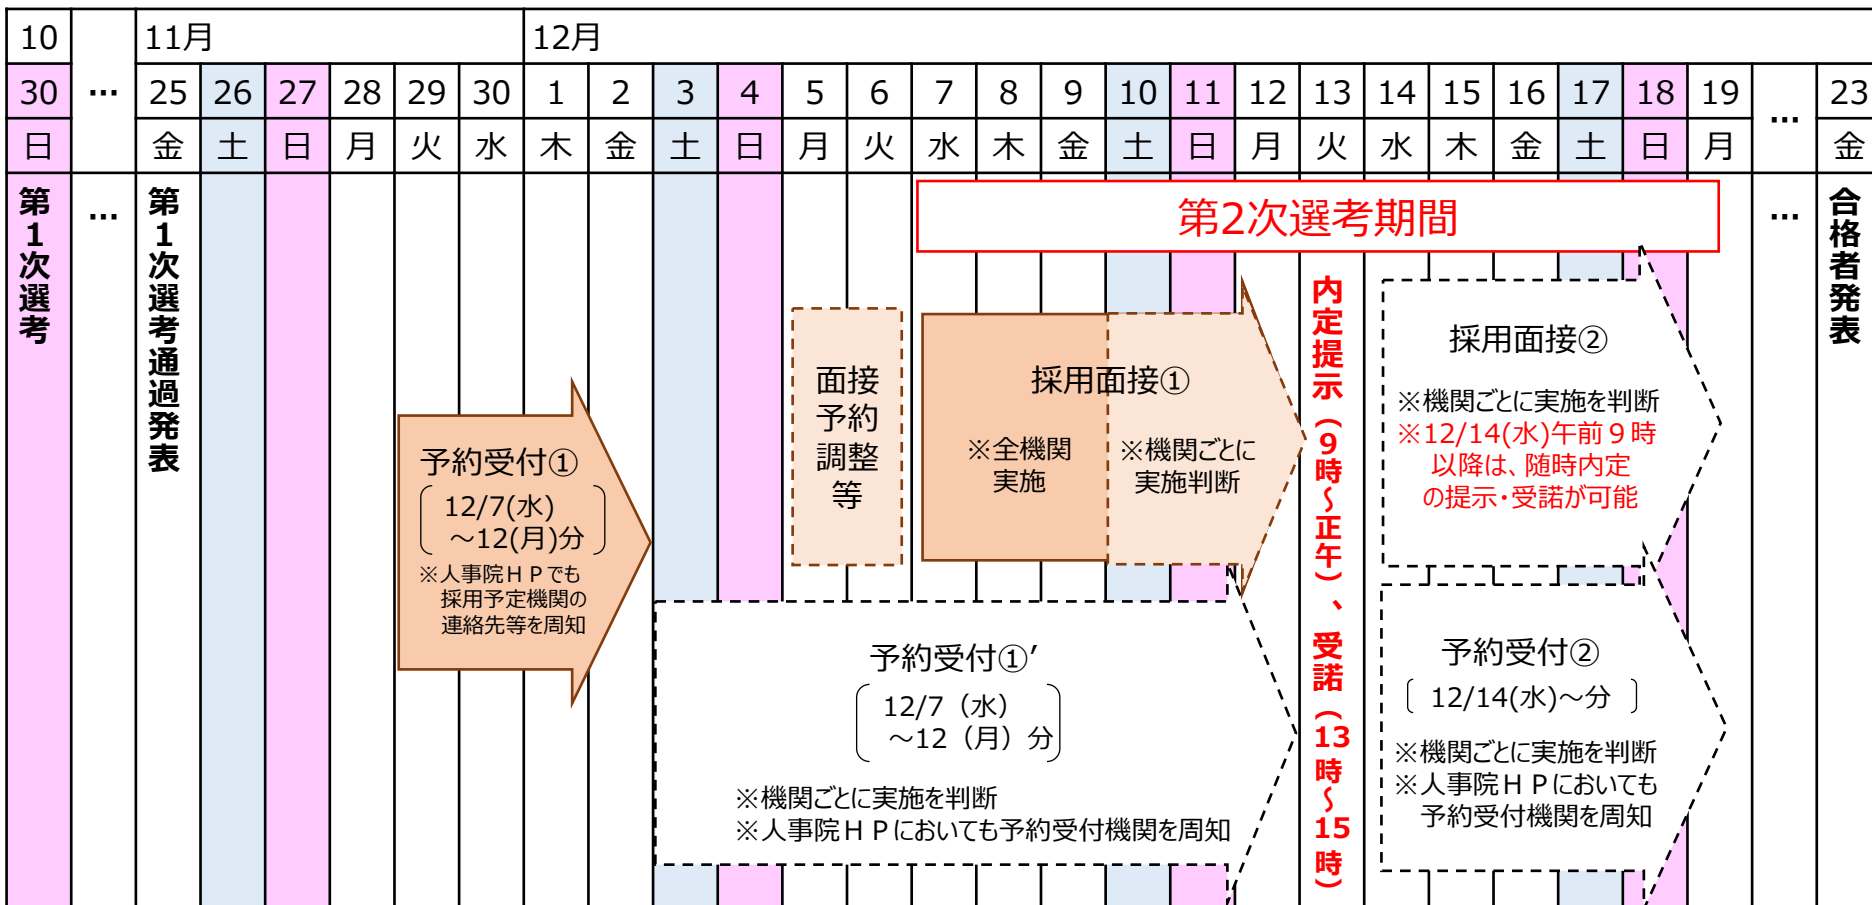 10
11月
12月
30 … 25 26 27 28 29 30 1 2 3 4 5 6 7 8 9 10 11 12 13 14 15 16 17 18 19 … 23
日 金 土 日 月 火 水 木 金 土 日 月 火 水 木 金 土 日 月 火 水 木 金 土 日 月 金
第1次選考
…
第1次選考通過発表
第2次選考期間
…
合格者発表
予約受付①
12/7(水)
～12(月)分
※人事院ＨＰでも
採用予定機関の
連絡先等を周知
面接
予約
調整
等
採用面接①
※全機関
実施
※機関ごとに
実施判断
予約受付①′
12/7（水）
～12（月）分
※機関ごとに実施を判断
※人事院ＨＰにおいても予約受付機関を周知
内定提示（9時～正午）、受諾（13時～15時）
採用面接②
※機関ごとに実施を判断
※12/14(水)午前９時
以降は、随時内定
の提示・受諾が可能
予約受付②
12/14(水)～分
※機関ごとに実施を判断
※人事院ＨＰにおいても
予約受付機関を周知